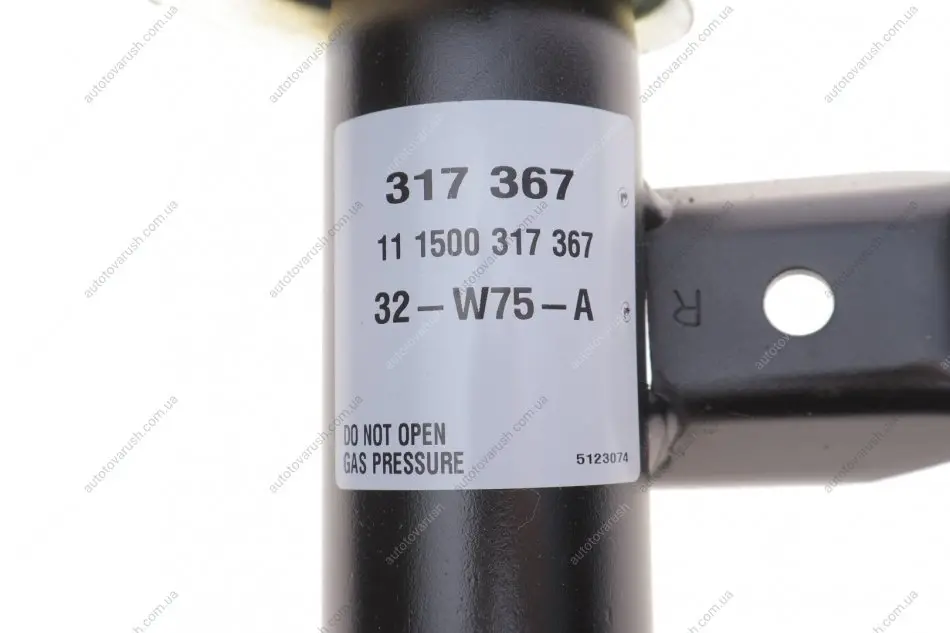 317 367
11 1500 317 367
32-W75-A
R
DO NOT OPEN
GAS PRESSURE
5123074
autotovarush.com.ua